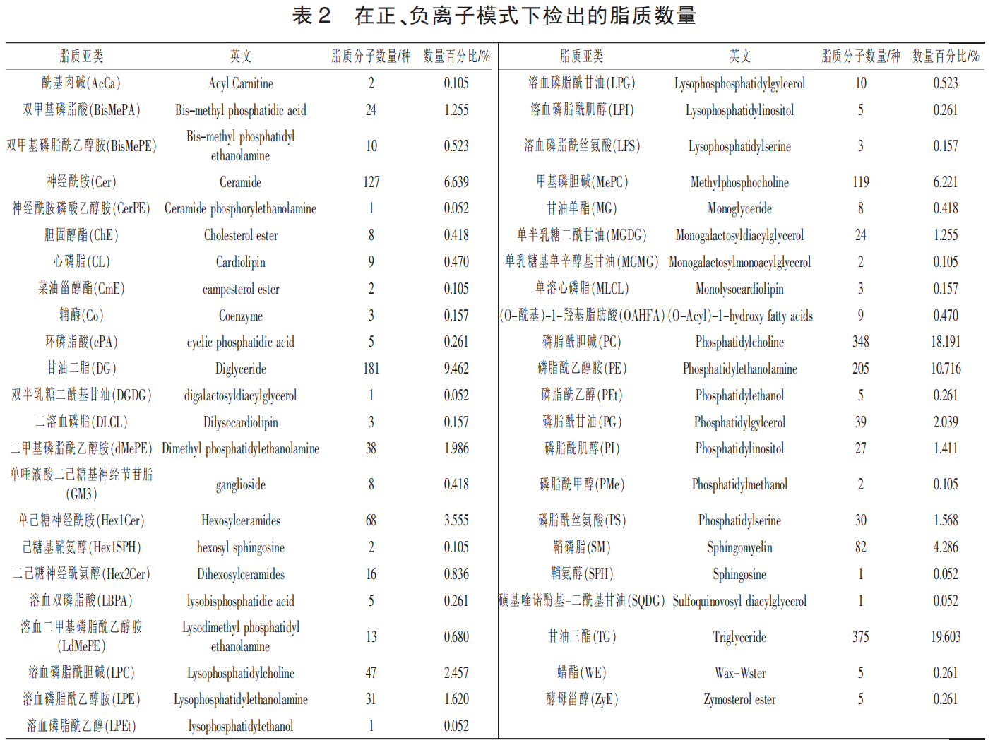 表2 在正、负离子模式下检出的脂质数量
脂质亚类 英文 脂质分子数量/种 数量百分比/%
酰基肉碱(AcCa) Acyl Carnitine 2 0.105
双甲基磷脂酸(BisMePA) Bis-methyl phosphatidic acid 24 1.255
双甲基磷脂酰乙醇胺(BisMePE) Bis-methyl phosphatidyl
ethanolamine 10 0.523
神经酰胺(Cer) Ceramide 127 6.639
神经酰胺磷酸乙醇胺(CerPE) Ceramide phosphorylethanolamine 1 0.052
胆固醇酯(ChE) Cholesterol ester 8 0.418
心磷脂(CL) Cardiolipin 9 0.470
菜油甾醇酯(CmE) campesterol ester 2 0.105
辅酶(Co) Coenzyme 3 0.157
环磷脂酸(cPA) cyclic phosphatidic acid 5 0.261
甘油二脂(DG) Diglyceride 181 9.462
双半乳糖二酰基甘油(DGDG) digalactosyldiacylglycerol 1 0.052
二溶血磷脂(DLCL) Dilysocardiolipin 3 0.157
二甲基磷脂酰乙醇胺(dMePE) Dimethyl phosphatidylethanolamine 38 1.986
单唾液酸二己糖基神经节苷脂
(GM3) ganglioside 8 0.418
单己糖神经酰胺(Hex1Cer) Hexosylceramides 68 3.555
己糖基鞘氨醇(Hex1SPH) hexosyl sphingosine 2 0.105
二己糖神经酰氨醇(Hex2Cer) Dihexosylceramides 16 0.836
溶血双磷脂酸(LBPA) lysobisphosphatidic acid 5 0.261
溶血二甲基磷脂酰乙醇胺 Lysodimethyl phosphatidyl
(LdMePE) ethanolamine 13 0.680
溶血磷脂酰胆碱(LPC) Lysophosphatidylcholine 47 2.457
溶血磷脂酰乙醇胺(LPE) Lysophosphatidylethanolamine 31 1.620
溶血磷脂酰乙醇(LPEt) lysophosphatidylethanol 1 0.052
脂质亚类 英文 脂质分子数量/种 数量百分比/%
溶血磷脂酰甘油(LPG) Lysophosphosphatidylgylcerol 10 0.523
溶血磷脂酰肌醇(LPI) Lysophosphatidylinositol 5 0.261
溶血磷脂酰丝氨酸(LPS) Lysophosphatidylserine 3 0.157
甲基磷胆碱(MePC) Methylphosphocholine 119 6.221
甘油单酯(MG) Monoglyceride 8 0.418
单半乳糖二酰甘油(MGDG) Monogalactosyldiacylglycerol 24 1.255
单乳糖基单辛醇基甘油(MGMG) Monogalactosylmonoacylglycerol 2 0.105
单溶心磷脂(MLCL) Monolysocardiolipin 3 0.157
(O-酰基)-1-羟基脂肪酸(OAHFA) (O-Acyl)-1-hydroxy fatty acids 9 0.470
磷脂酰胆碱(PC) Phosphatidylcholine 348 18.191
磷脂酰乙醇胺(PE) Phosphatidylethanolamine 205 10.716
磷脂酰乙醇(PEt) Phosphatidylethanol 5 0.261
磷脂酰甘油(PG) Phosphatidylgylcerol 39 2.039
磷脂酰肌醇(PI) Phosphatidylinositol 27 1.411
磷脂酰甲醇(PMe) Phosphatidylmethanol 2 0.105
磷脂酰丝氨酸(PS) Phosphatidylserine 30 1.568
鞘磷脂(SM) Sphingomyelin 82 4.286
鞘氨醇(SPH) Sphingosine 1 0.052
磺基喹诺酚基-二酰基甘油(SQDG) Sulfoquinovosyl diacylglycerol 1 0.052
甘油三酯(TG) Triglyceride 375 19.603
蜡酯(WE) Wax-Wster 5 0.261
酵母甾醇(ZyE) Zymosterol ester 5 0.261